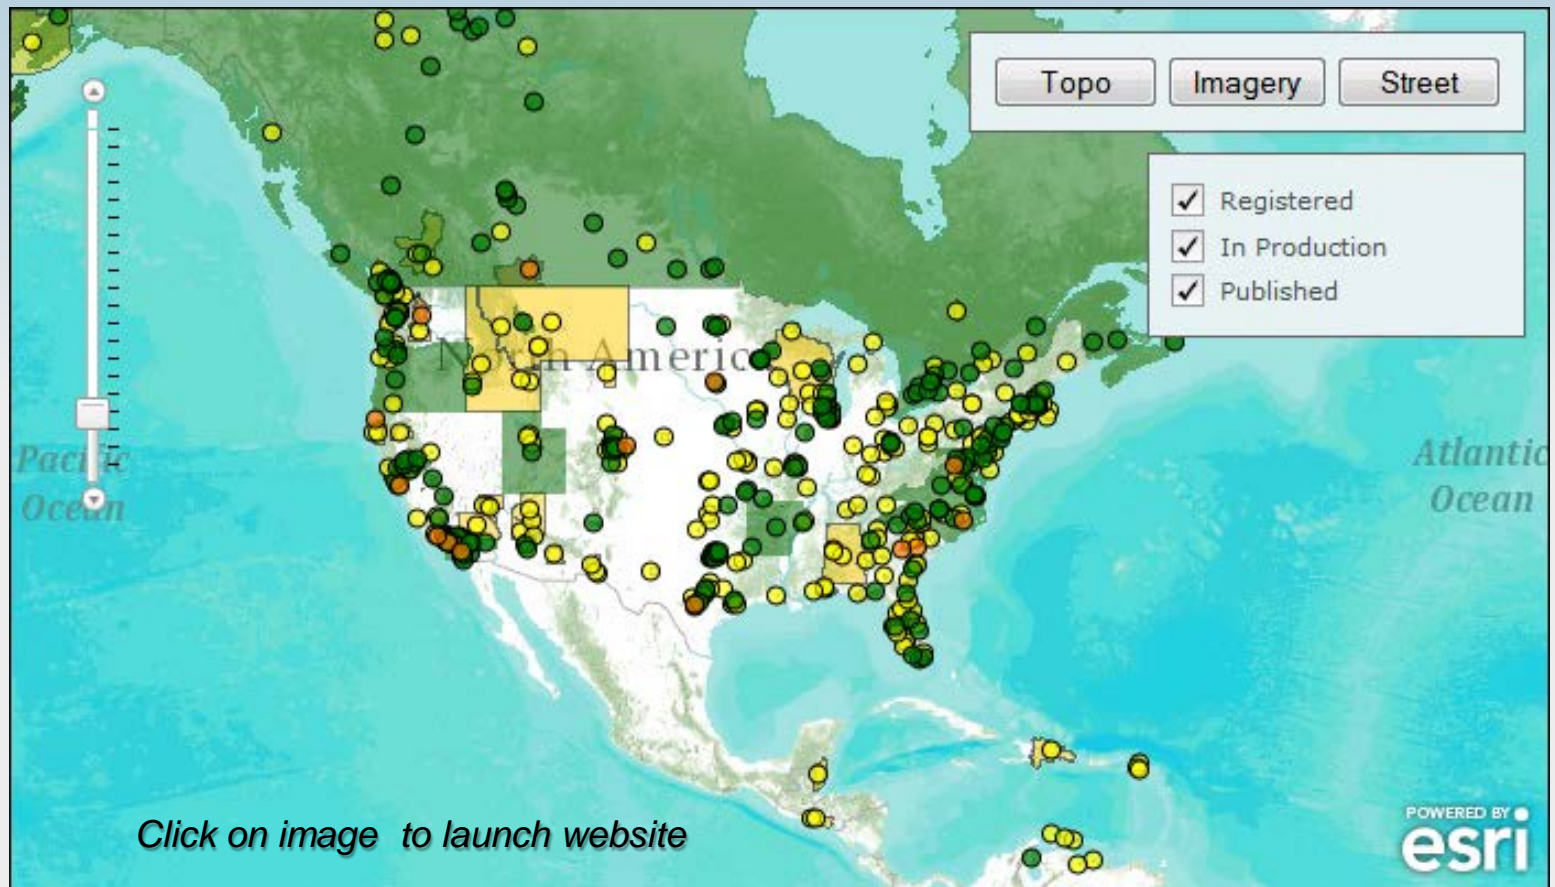 Topo
Imagery
Street
Registered
In Production
Published
North America
Pacific
Ocean
Atlantic
Ocean
Click on image to launch website
POWERED BY
esri